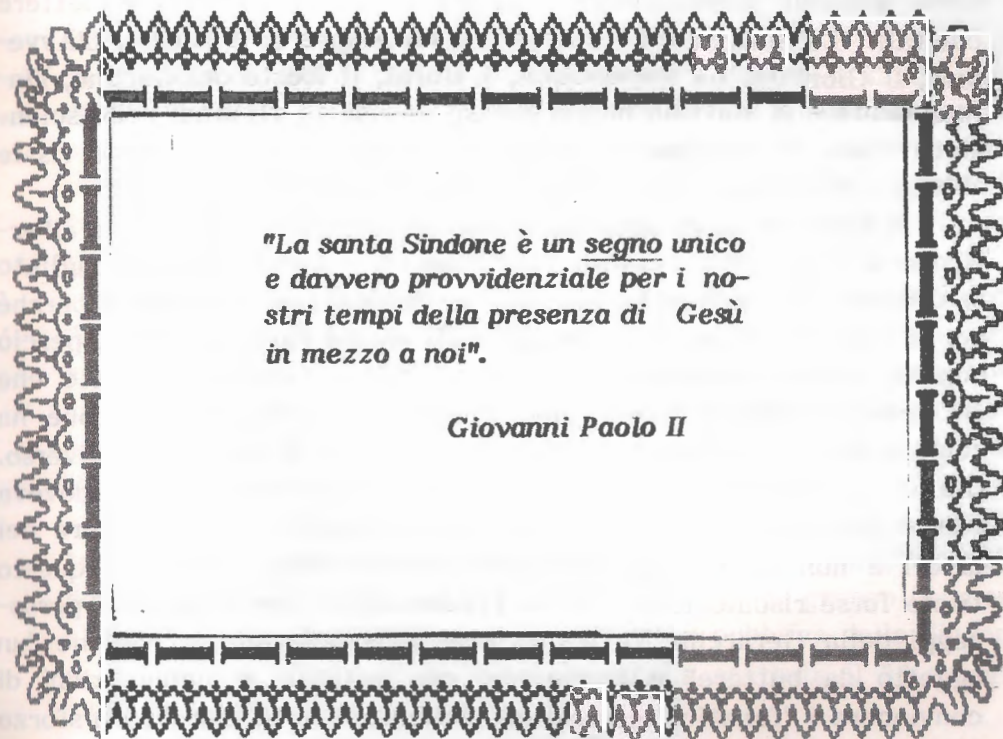 "La santa Sindone è un segno unico
e davvero provvidenziale per i no-
stri tempi della presenza di Gesù
in mezzo a noi".
Giovanni Paolo II